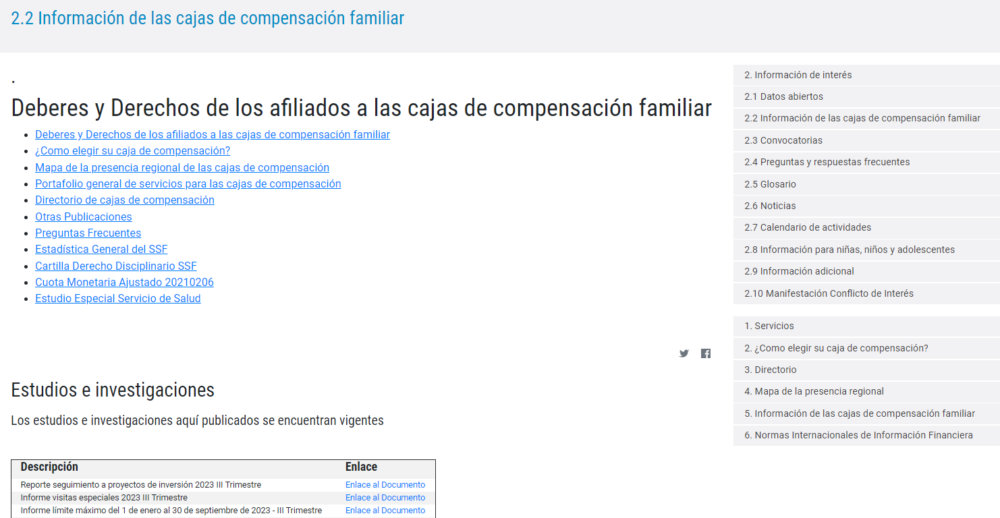 2.2 Información de las cajas de compensación familiar
.
Deberes y Derechos de los afiliados a las cajas de compensación familiar
Deberes y Derechos de los afiliados a las cajas de compensación familiar
¿Como elegir su caja de compensación?
Mapa de la presencia regional de las cajas de compensación
Portafolio general de servicios para las cajas de compensación
Directorio de cajas de compensación
Otras Publicaciones
Preguntas Frecuentes
Estadística General del SSF
Cartilla Derecho Disciplinario SSF
Cuota Monetaria Ajustado 20210206
Estudio Especial Servicio de Salud
Estudios e investigaciones
Los estudios e investigaciones aquí publicados se encuentran vigentes
Descripción Enlace
Reporte seguimiento a proyectos de inversión 2023 III Trimestre Enlace al Documento
Informe visitas especiales 2023 III Trimestre Enlace al Documento
Informe límite máximo del 1 de enero al 30 de septiembre de 2023 - III Trimestre Enlace al Documento
2. Información de interés
2.1 Datos abiertos
2.2 Información de las cajas de compensación familiar
2.3 Convocatorias
2.4 Preguntas y respuestas frecuentes
2.5 Glosario
2.6 Noticias
2.7 Calendario de actividades
2.8 Información para niñas, niños y adolescentes
2.9 Información adicional
2.10 Manifestación Conflicto de Interés
1. Servicios
2. ¿Como elegir su caja de compensación?
3. Directorio
4. Mapa de la presencia regional
5. Información de las cajas de compensación familiar
6. Normas Internacionales de Información Financiera